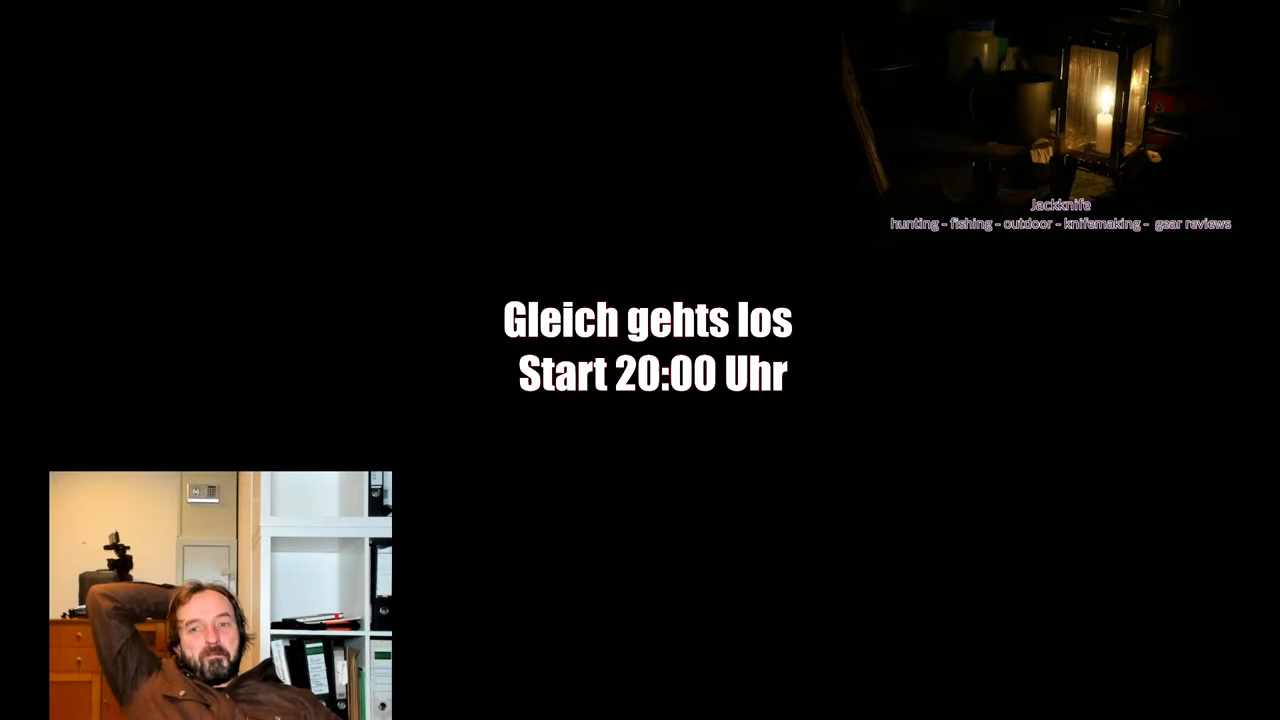 Jackknife
hunting - fishing - outdoor - knifemaking - gear reviews
Gleich gehts los
Start 20:00 Uhr